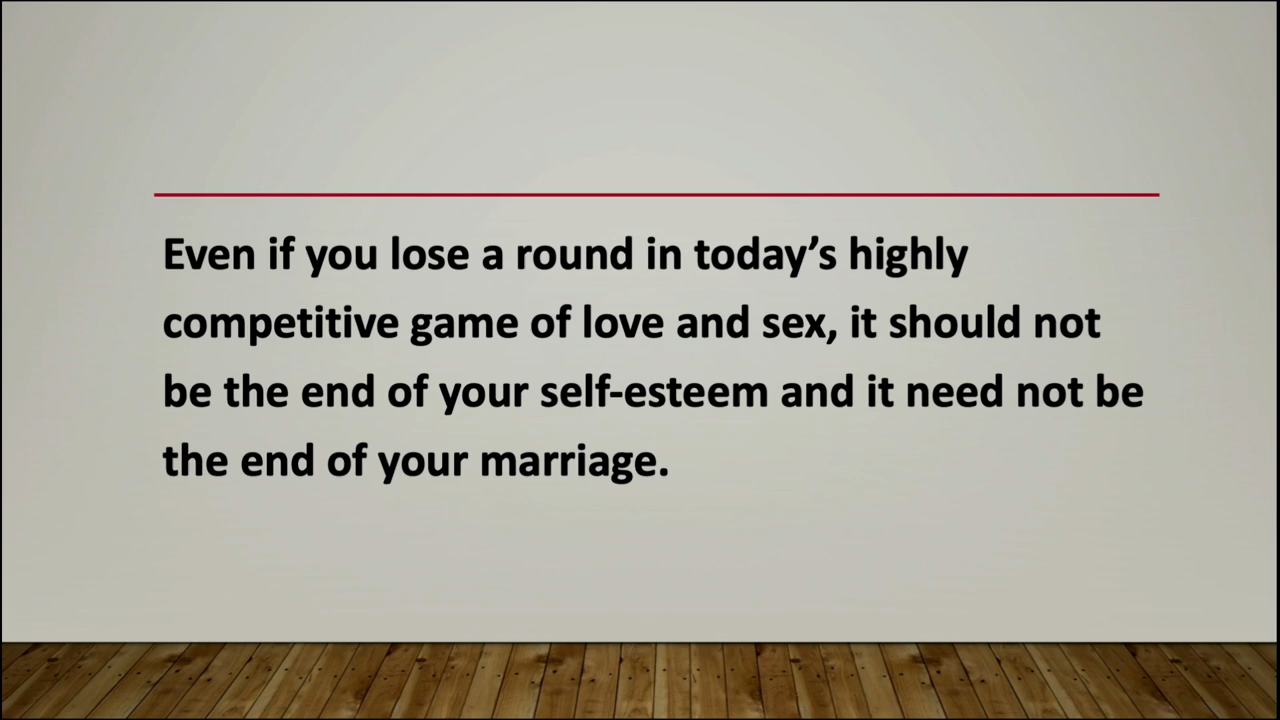 Even if you lose a round in today’s highly
competitive game of love and sex, it should not
be the end of your self-esteem and it need not be
the end of your marriage.